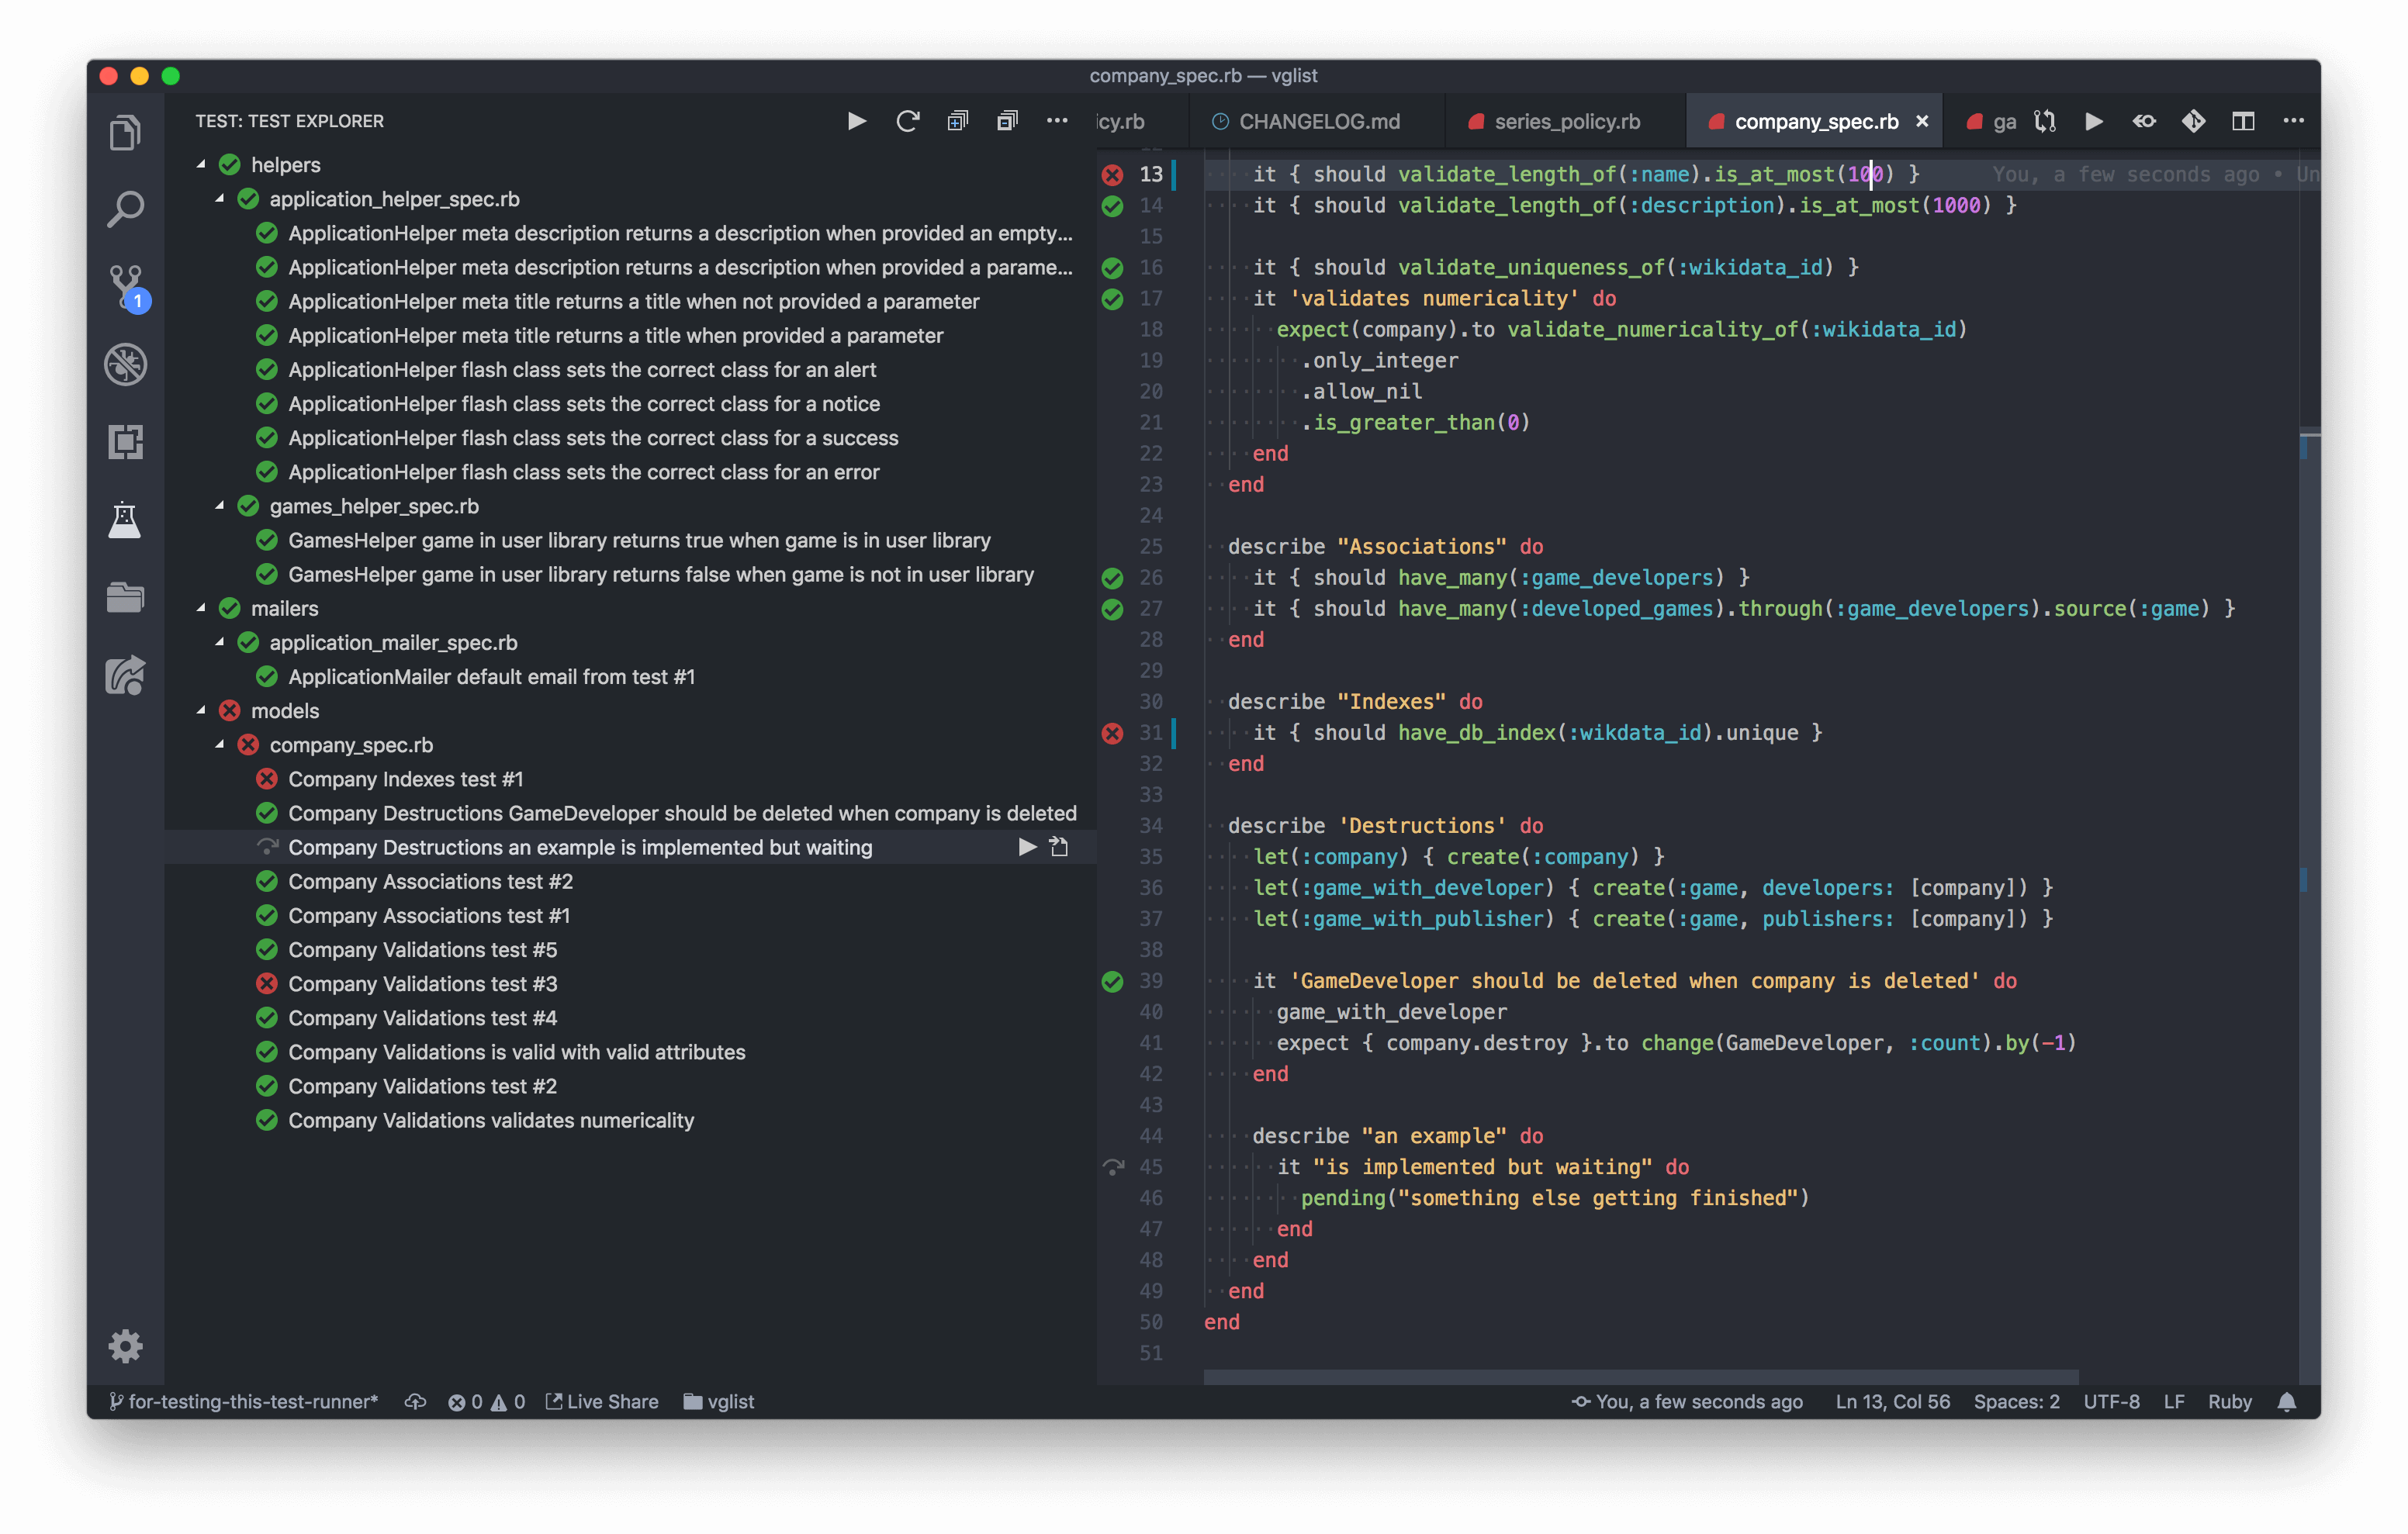 company_spec.rb — vglist
TEST: TEST EXPLORER
helpers
application_helper_spec.rb
ApplicationHelper meta description returns a description when provided an empty...
ApplicationHelper meta description returns a description when provided a parame...
ApplicationHelper meta title returns a title when not provided a parameter
ApplicationHelper meta title returns a title when provided a parameter
ApplicationHelper flash class sets the correct class for an alert
ApplicationHelper flash class sets the correct class for a notice
ApplicationHelper flash class sets the correct class for a success
ApplicationHelper flash class sets the correct class for an error
games_helper_spec.rb
GamesHelper game in user library returns true when game is in user library
GamesHelper game in user library returns false when game is not in user library
mailers
application_mailer_spec.rb
ApplicationMailer default email from test #1
models
company_spec.rb
Company Indexes test #1
Company Destructions GameDeveloper should be deleted when company is deleted
Company Destructions an example is implemented but waiting
Company Associations test #2
Company Associations test #1
Company Validations test #5
Company Validations test #3
Company Validations test #4
Company Validations is valid with valid attributes
Company Validations test #2
Company Validations validates numericality
1
icy.rb CHANGELOG.md series_policy.rb company_spec.rb × ga
13 it { should validate_length_of(:name).is_at_most(100) } You, a few seconds ago • Un
14 it { should validate_length_of(:description).is_at_most(1000) }
15
16 it { should validate_uniqueness_of(:wikidata_id) }
17 it 'validates numericality' do
18 expect(company).to validate_numericality_of(:wikidata_id)
19 .only_integer
20 .allow_nil
21 .is_greater_than(0)
22 end
23 end
24
25 describe "Associations" do
26 it { should have_many(:game_developers) }
27 it { should have_many(:developed_games).through(:game_developers).source(:game) }
28 end
29
30 describe "Indexes" do
31 it { should have_db_index(:wikdata_id).unique }
32 end
33
34 describe 'Destructions' do
35 let(:company) { create(:company) }
36 let(:game_with_developer) { create(:game, developers: [company]) }
37 let(:game_with_publisher) { create(:game, publishers: [company]) }
38
39 it 'GameDeveloper should be deleted when company is deleted' do
40 game_with_developer
41 expect { company.destroy }.to change(GameDeveloper, :count).by(-1)
42 end
43
44 describe "an example" do
45 it "is implemented but waiting" do
46 pending("something else getting finished")
47 end
48 end
49 end
50 end
51
for-testing-this-test-runner* 0 0 Live Share vglist You, a few seconds ago Ln 13, Col 56 Spaces: 2 UTF-8 LF Ruby